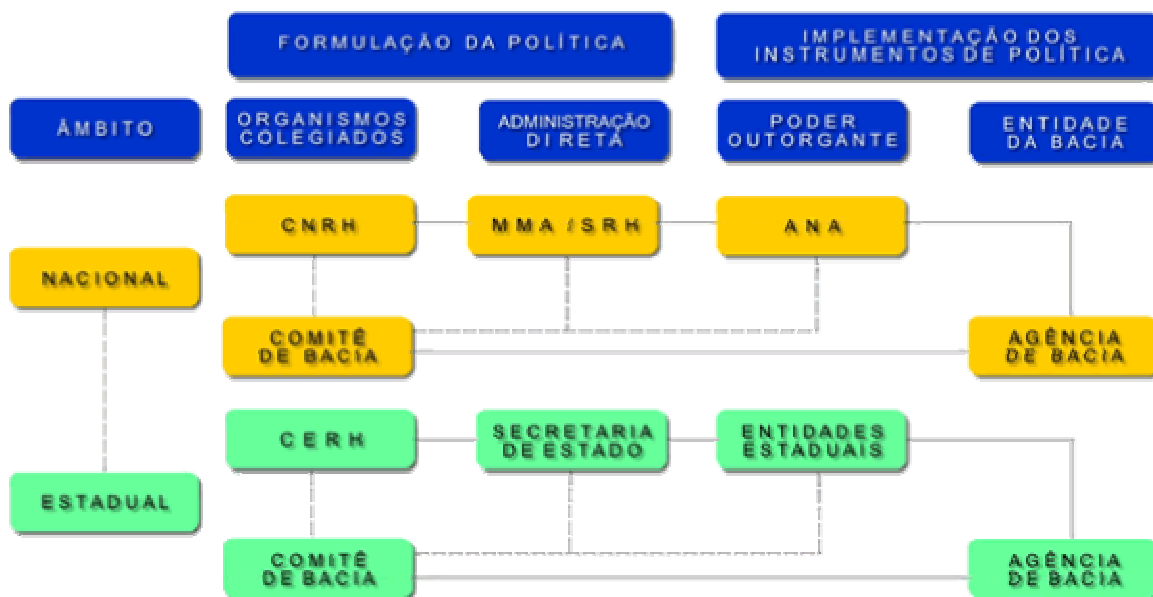 FORMULAÇÃO DA POLÍTICA
IMPLEMENTAÇÃO DOS
INSTRUMENTOS DE POLÍTICA
ÂMBITO
ORGANISMOS
COLEGIADOS
ADMINISTRAÇÃO
DIRETA
PODER
OUTORGANTE
ENTIDADE
DA BACIA
CNRH
MMA / SRH
ANA
NACIONAL
COMITÊ
DE BACIA
AGÊNCIA
DE BACIA
CERH
SECRETARIA
DE ESTADO
ENTIDADES
ESTADUAIS
ESTADUAL
COMITÊ
DE BACIA
AGÊNCIA
DE BACIA